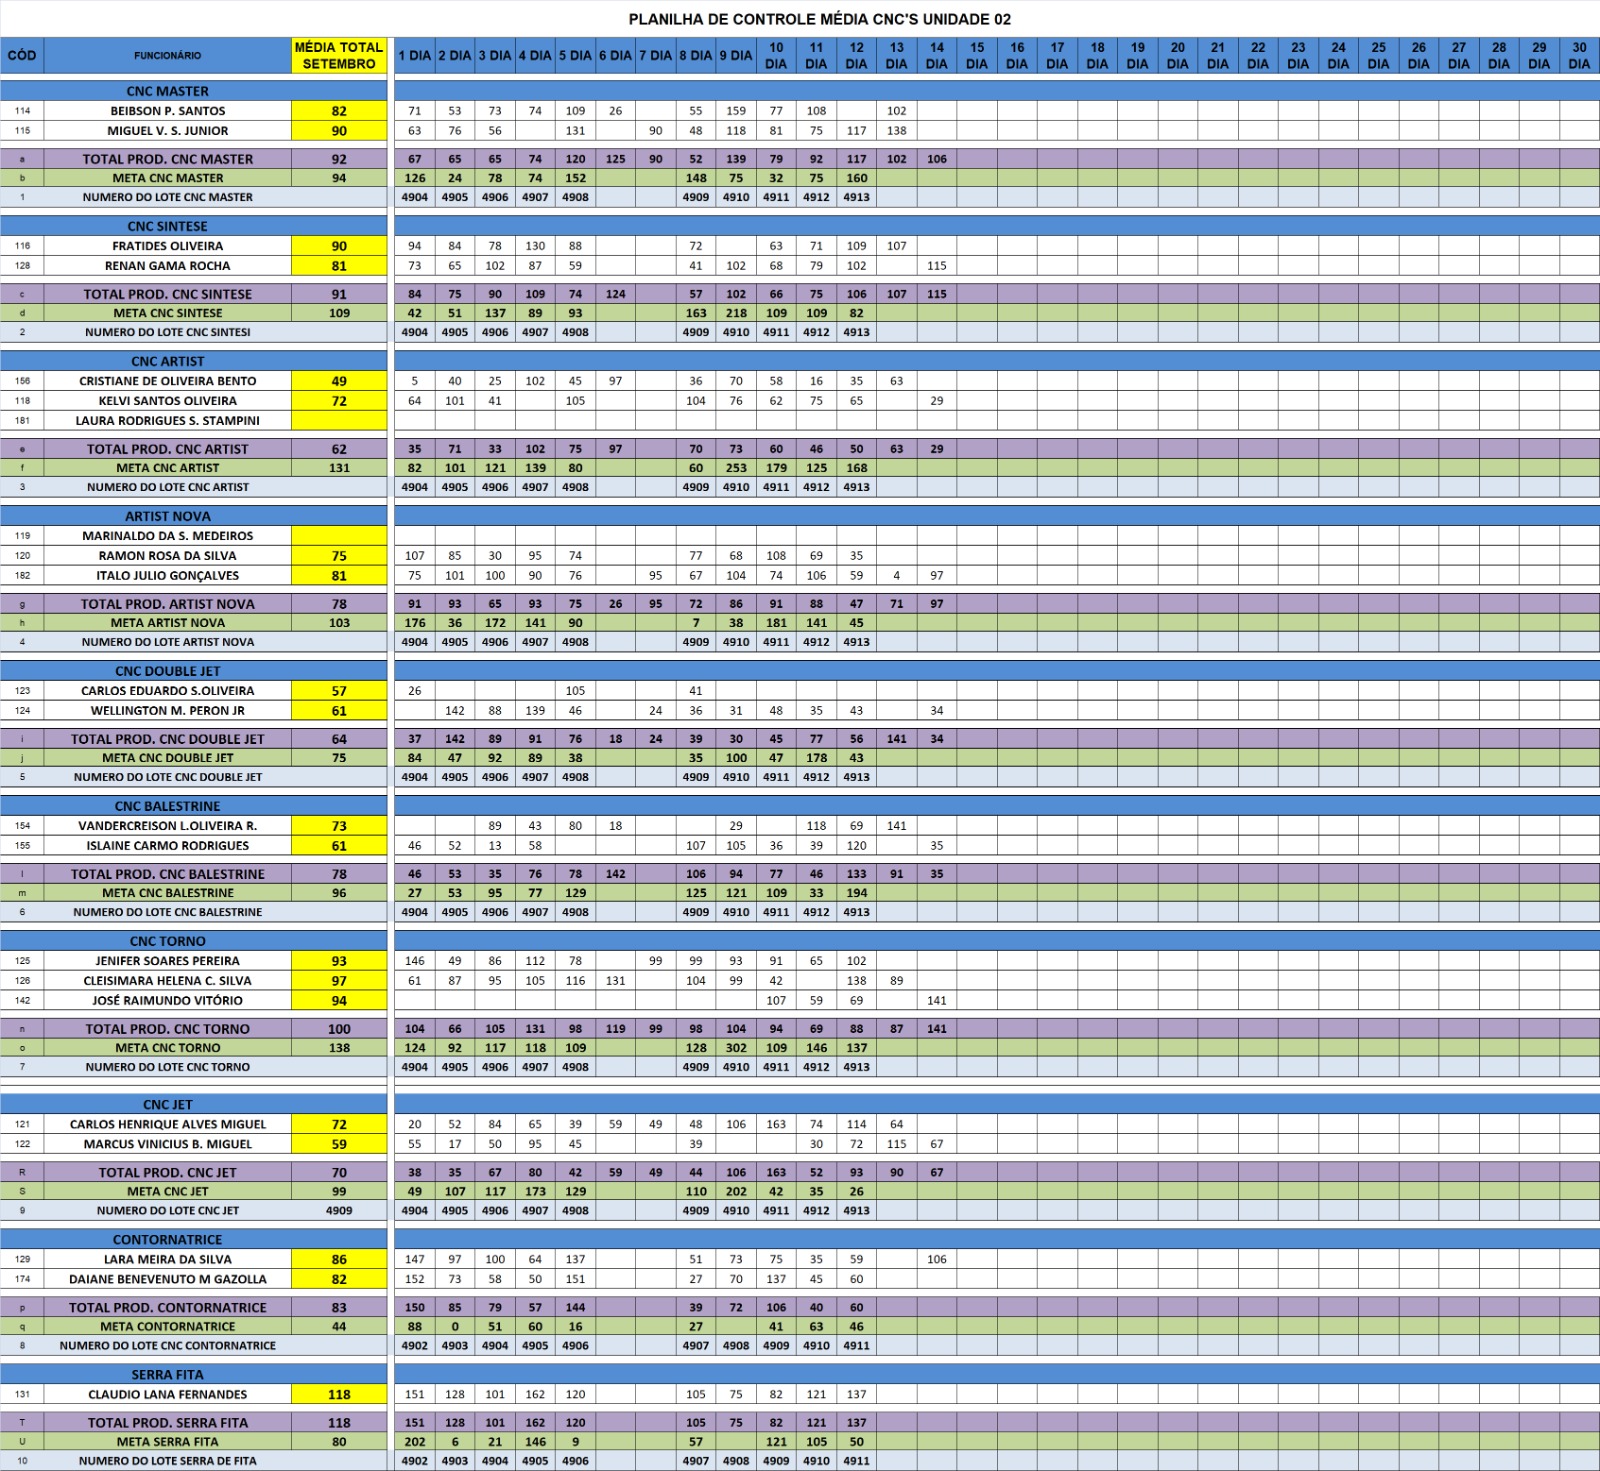 PLANILHA DE CONTROLE MÉDIA CNC'S UNIDADE 02
CÓD FUNCIONÁRIO MÉDIA TOTAL SETEMBRO 1 DIA 2 DIA 3 DIA 4 DIA 5 DIA 6 DIA 7 DIA 8 DIA 9 DIA 10 DIA 11 DIA 12 DIA 13 DIA 14 DIA 15 DIA 16 DIA 17 DIA 18 DIA 19 DIA 20 DIA 21 DIA 22 DIA 23 DIA 24 DIA 25 DIA 26 DIA 27 DIA 28 DIA 29 DIA 30 DIA
CNC MASTER
114 BEIBSON P. SANTOS 82 71 53 73 74 109 26 55 159 77 108 102
115 MIGUEL V. S. JUNIOR 90 63 76 56 131 90 48 118 81 75 117 138
a TOTAL PROD. CNC MASTER 92 67 65 65 74 120 125 90 52 139 79 92 117 102 106
b META CNC MASTER 94 126 24 78 74 152 148 75 32 75 160
1 NUMERO DO LOTE CNC MASTER 4904 4905 4906 4907 4908 4909 4910 4911 4912 4913
CNC SINTESE
116 FRATIDES OLIVEIRA 90 94 84 78 130 88 72 63 71 109 107
128 RENAN GAMA ROCHA 81 73 65 102 87 59 41 102 68 79 102 115
c TOTAL PROD. CNC SINTESE 91 84 75 90 109 74 124 57 102 66 75 106 107 115
d META CNC SINTESE 109 42 51 137 89 93 163 218 109 109 82
2 NUMERO DO LOTE CNC SINTESI 4904 4905 4906 4907 4908 4909 4910 4911 4912 4913
CNC ARTIST
156 CRISTIANE DE OLIVEIRA BENTO 49 5 40 25 102 45 97 36 70 58 16 35 63
118 KELVI SANTOS OLIVEIRA 72 64 101 41 105 104 76 62 75 65 29
181 LAURA RODRIGUES S. STAMPINI
e TOTAL PROD. CNC ARTIST 62 35 71 33 102 75 97 70 73 60 46 50 63 29
f META CNC ARTIST 131 82 101 121 139 80 60 253 179 125 168
3 NUMERO DO LOTE CNC ARTIST 4904 4905 4906 4907 4908 4909 4910 4911 4912 4913
ARTIST NOVA
119 MARINALDO DA S. MEDEIROS
120 RAMON ROSA DA SILVA 75 107 85 30 95 74 77 68 108 69 35
182 ITALO JULIO GONÇALVES 81 75 101 100 90 76 95 67 104 74 106 59 4 97
g TOTAL PROD. ARTIST NOVA 78 91 93 65 93 75 26 95 72 86 91 88 47 71 97
h META ARTIST NOVA 103 176 36 172 141 90 7 38 181 141 45
4 NUMERO DO LOTE ARTIST NOVA 4904 4905 4906 4907 4908 4909 4910 4911 4912 4913
CNC DOUBLE JET
123 CARLOS EDUARDO S.OLIVEIRA 57 26 105 41
124 WELLINGTON M. PERON JR 61 142 88 139 46 24 36 31 48 35 43 34
i TOTAL PROD. CNC DOUBLE JET 64 37 142 89 91 76 18 24 39 30 45 77 56 141 34
j META CNC DOUBLE JET 75 84 47 92 89 38 35 100 47 178 43
5 NUMERO DO LOTE CNC DOUBLE JET 4904 4905 4906 4907 4908 4909 4910 4911 4912 4913
CNC BALESTRINE
154 VANDERCREISON L.OLIVEIRA R. 73 89 43 80 18 29 118 69 141
155 ISLAINE CARMO RODRIGUES 61 46 52 13 58 107 105 36 39 120 35
l TOTAL PROD. CNC BALESTRINE 78 46 53 35 76 78 142 106 94 77 46 133 91 35
m META CNC BALESTRINE 96 27 53 95 77 129 125 121 109 33 194
6 NUMERO DO LOTE CNC BALESTRINE 4904 4905 4906 4907 4908 4909 4910 4911 4912 4913
CNC TORNO
125 JENIFER SOARES PEREIRA 93 146 49 86 112 78 99 99 93 91 65 102
126 CLEISIMARA HELENA C. SILVA 97 61 87 95 105 116 131 104 99 42 138 89
142 JOSÉ RAIMUNDO VITÓRIO 94 107 59 69 141
n TOTAL PROD. CNC TORNO 100 104 66 105 131 98 119 99 98 104 94 69 88 87 141
o META CNC TORNO 138 124 92 117 118 109 128 302 109 146 137
7 NUMERO DO LOTE CNC TORNO 4904 4905 4906 4907 4908 4909 4910 4911 4912 4913
CNC JET
121 CARLOS HENRIQUE ALVES MIGUEL 72 20 52 84 65 39 59 49 48 106 163 74 114 64
122 MARCUS VINICIUS B. MIGUEL 59 55 17 50 95 45 39 30 72 115 67
R TOTAL PROD. CNC JET 70 38 35 67 80 42 59 49 44 106 163 52 93 90 67
S META CNC JET 99 49 107 117 173 129 110 202 42 35 26
9 NUMERO DO LOTE CNC JET 4909 4904 4905 4906 4907 4908 4909 4910 4911 4912 4913
CONTORNATRICE
129 LARA MEIRA DA SILVA 86 147 97 100 64 137 51 73 75 35 59 106
174 DAIANE BENEVENUTO M GAZOLLA 82 152 73 58 50 151 27 70 137 45 60
p TOTAL PROD. CONTORNATRICE 83 150 85 79 57 144 39 72 106 40 60
q META CONTORNATRICE 44 88 0 51 60 16 27 41 63 46
8 NUMERO DO LOTE CNC CONTORNATRICE 4902 4903 4904 4905 4906 4907 4908 4909 4910 4911
SERRA FITA
131 CLAUDIO LANA FERNANDES 118 151 128 101 162 120 105 75 82 121 137
T TOTAL PROD. SERRA FITA 118 151 128 101 162 120 105 75 82 121 137
U META SERRA FITA 80 202 6 21 146 9 57 121 105 50
10 NUMERO DO LOTE SERRA DE FITA 4902 4903 4904 4905 4906 4907 4908 4909 4910 4911